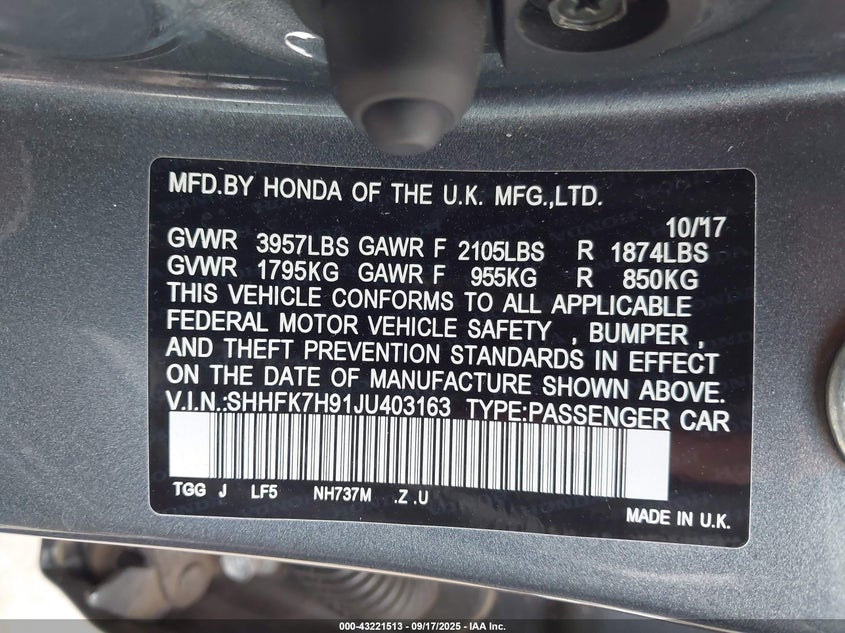 MFD.BY HONDA OF THE U.K. MFG.,LTD.
10/'17
GVWR 3957LBS GAWR F 2105LBS R 1874LBS
GVWR 1795KG GAWR F 955KG R 850KG
THIS VEHICLE CONFORMS TO ALL APPLICABLE
FEDERAL MOTOR VEHICLE SAFETY , BUMPER ,
AND THEFT PREVENTION STANDARDS IN EFFECT
ON THE DATE OF MANUFACTURE SHOWN ABOVE.
V.I.N.:SHHFK7H91JU403163 TYPE:PASSENGER CAR
TGG J LF5 NH737M .Z .U
MADE IN U.K.
000-43221513 - 09/17/2025 - IAA Inc.